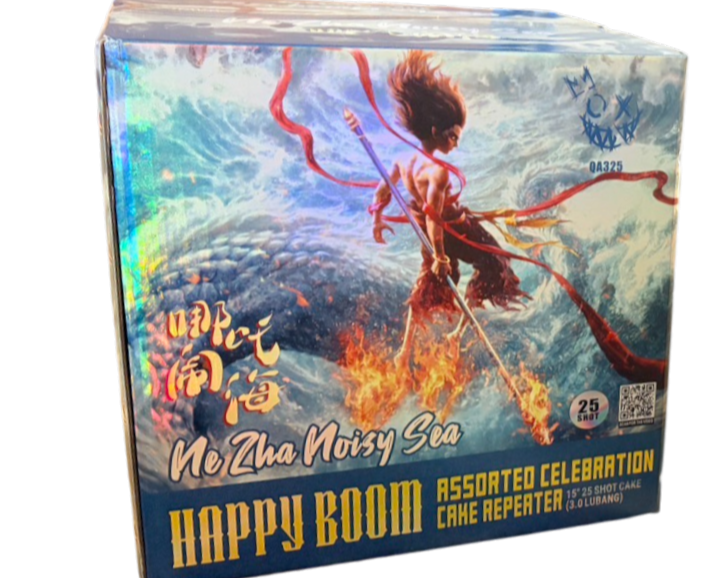 QA325
哪吒
闹海
25
SHOT
Ne Zha Noisy Sea
HAPPY BOOM
ASSORTED CELEBRATION
CAKE REPEATER
15" 25 SHOT CAKE
(3.0 LUBANG)